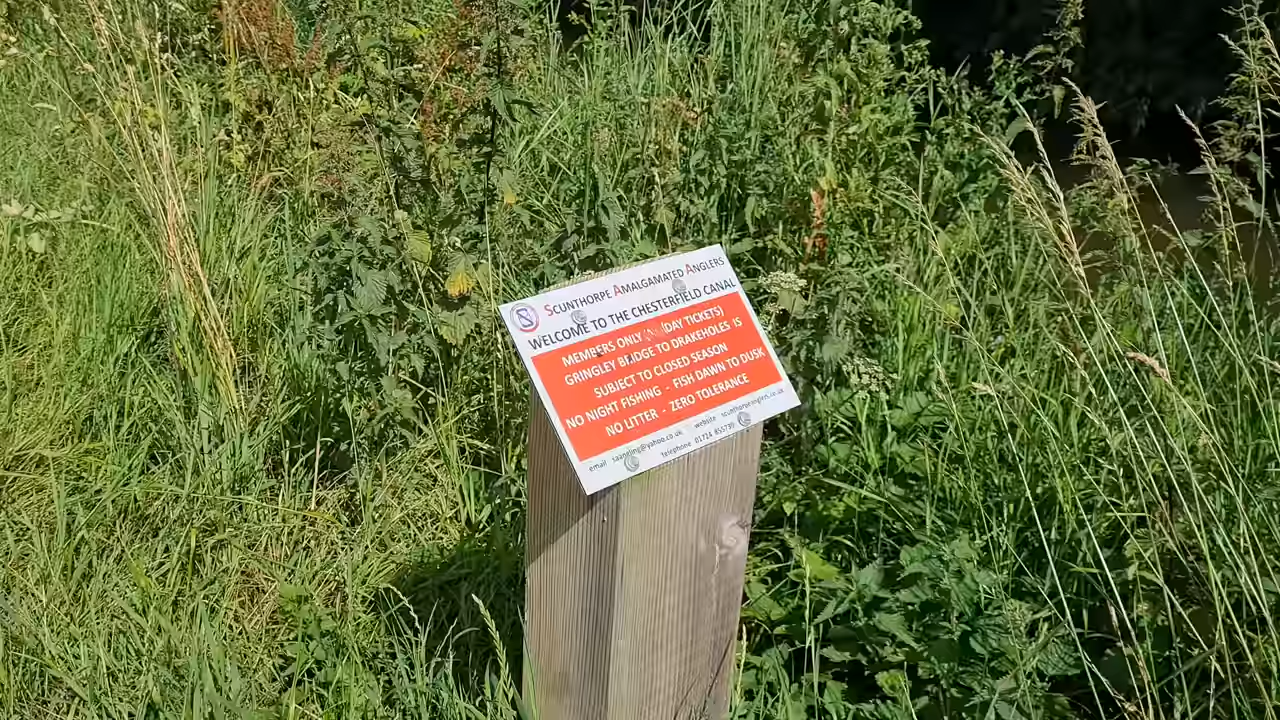 SCUNTHORPE AMALGAMATED ANGLERS
WELCOME TO THE CHESTERFIELD CANAL
MEMBERS ONLY (NO DAY TICKETS)
GRINGLEY BRIDGE TO DRAKEHOLES IS
SUBJECT TO CLOSED SEASON
NO NIGHT FISHING - FISH DAWN TO DUSK
NO LITTER - ZERO TOLERANCE
email saangling@yahoo.co.uk website scunthorpeanglers.co.uk
telephone 01724 855739